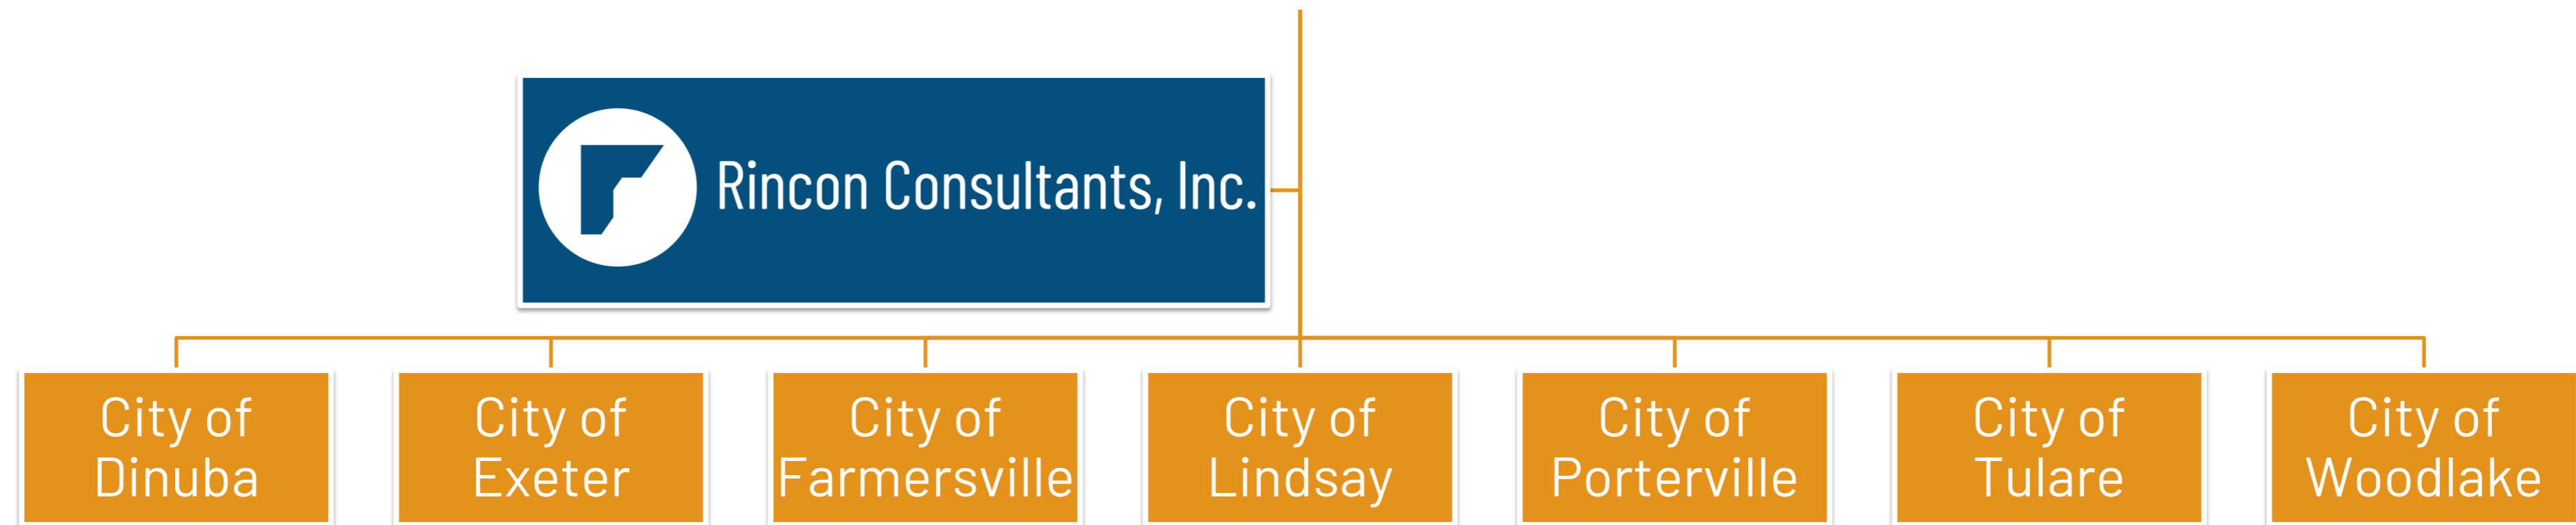 Rincon Consultants, Inc.
City of
Dinuba
City of
Exeter
City of
Farmersville
City of
Lindsay
City of
Porterville
City of
Tulare
City of
Woodlake